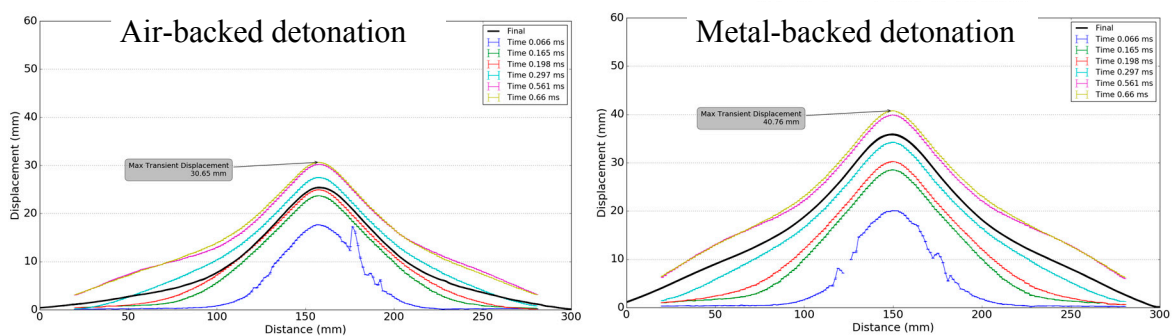 Air-backed detonation
60
50
40
30
20
10
0
Displacement (mm)
0
50
100
150
200
250
300
Distance (mm)
Final
Time 0.066 ms
Time 0.165 ms
Time 0.198 ms
Time 0.297 ms
Time 0.561 ms
Time 0.66 ms
Max Transient Displacement
30.65 mm
Metal-backed detonation
60
50
40
30
20
10
0
Displacement (mm)
0
50
100
150
200
250
300
Distance (mm)
Final
Time 0.066 ms
Time 0.165 ms
Time 0.198 ms
Time 0.297 ms
Time 0.561 ms
Time 0.66 ms
Max Transient Displacement
40.76 mm